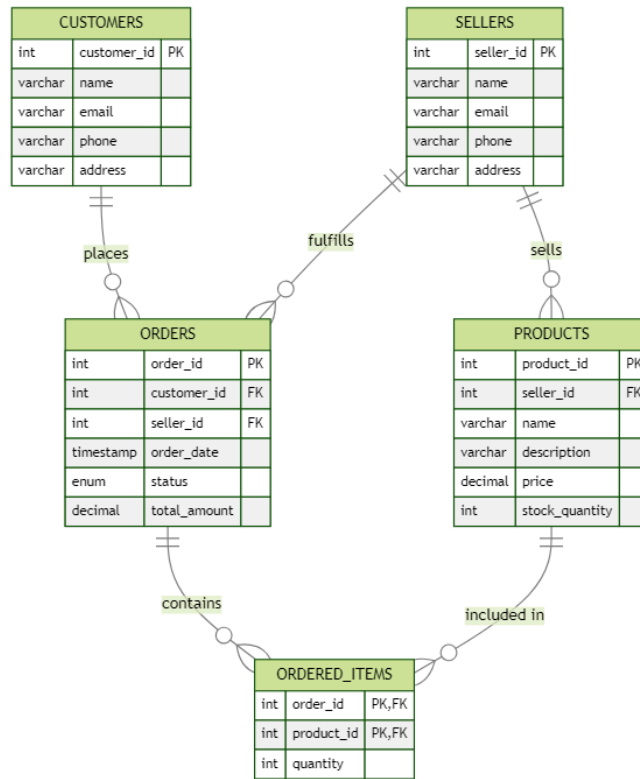 CUSTOMERS
int customer_id PK
varchar name
varchar email
varchar phone
varchar address
SELLERS
int seller_id PK
varchar name
varchar email
varchar phone
varchar address
places
fulfills
sells
ORDERS
int order_id PK
int customer_id FK
int seller_id FK
timestamp order_date
enum status
decimal total_amount
PRODUCTS
int product_id PK
int seller_id FK
varchar name
varchar description
decimal price
int stock_quantity
contains
included in
ORDERED_ITEMS
int order_id PK,FK
int product_id PK,FK
int quantity